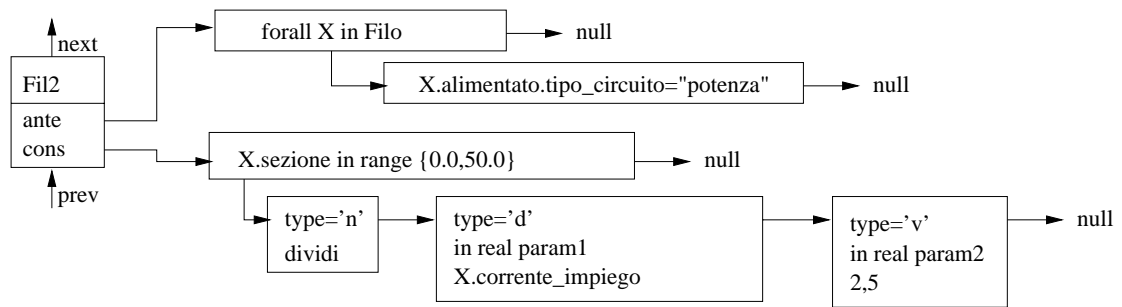 next
forall X in Filo
null
Fil2
X.alimentato.tipo_circuito="potenza"
null
ante
cons
X.sezione in range {0.0,50.0}
null
prev
type='n'
dividi
type='d'
in real param1
X.corrente_impiego
type='v'
in real param2
2,5
null